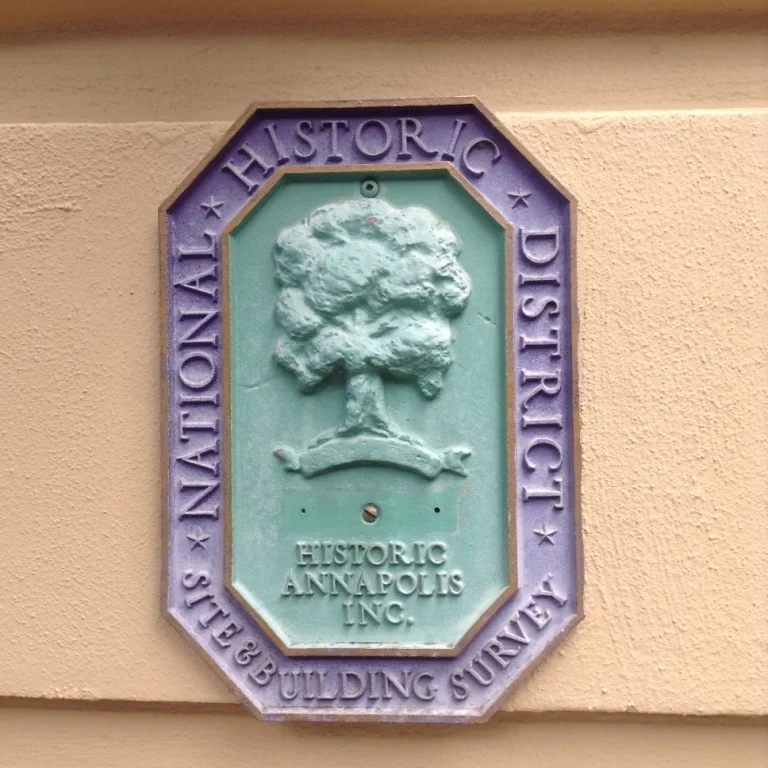 NATIONAL
HISTORIC
DISTRICT
SITE & BUILDING SURVEY
HISTORIC
ANNAPOLIS
INC.